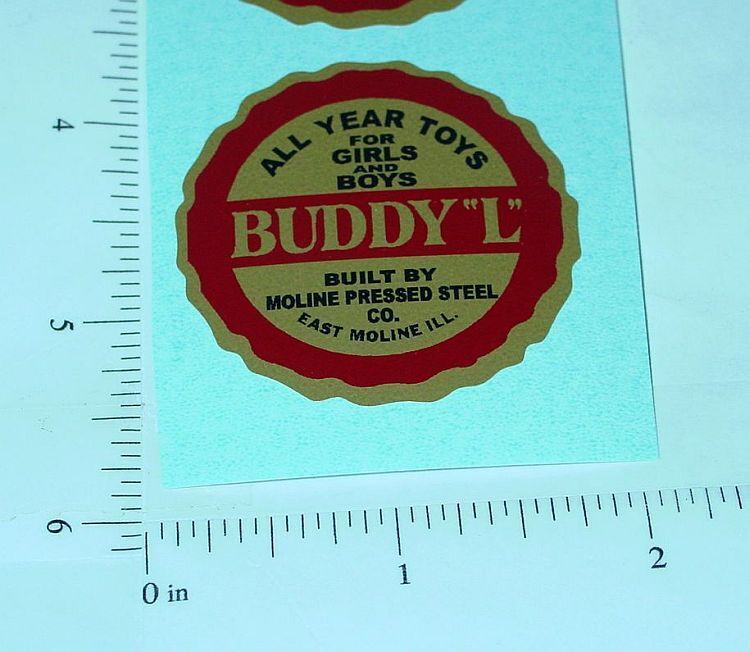 ALL YEAR TOYS
FOR
GIRLS
AND
BOYS
BUDDY "L"
BUILT BY
MOLINE PRESSED STEEL
CO.
EAST MOLINE ILL.
4
5
6
0 in
1
2